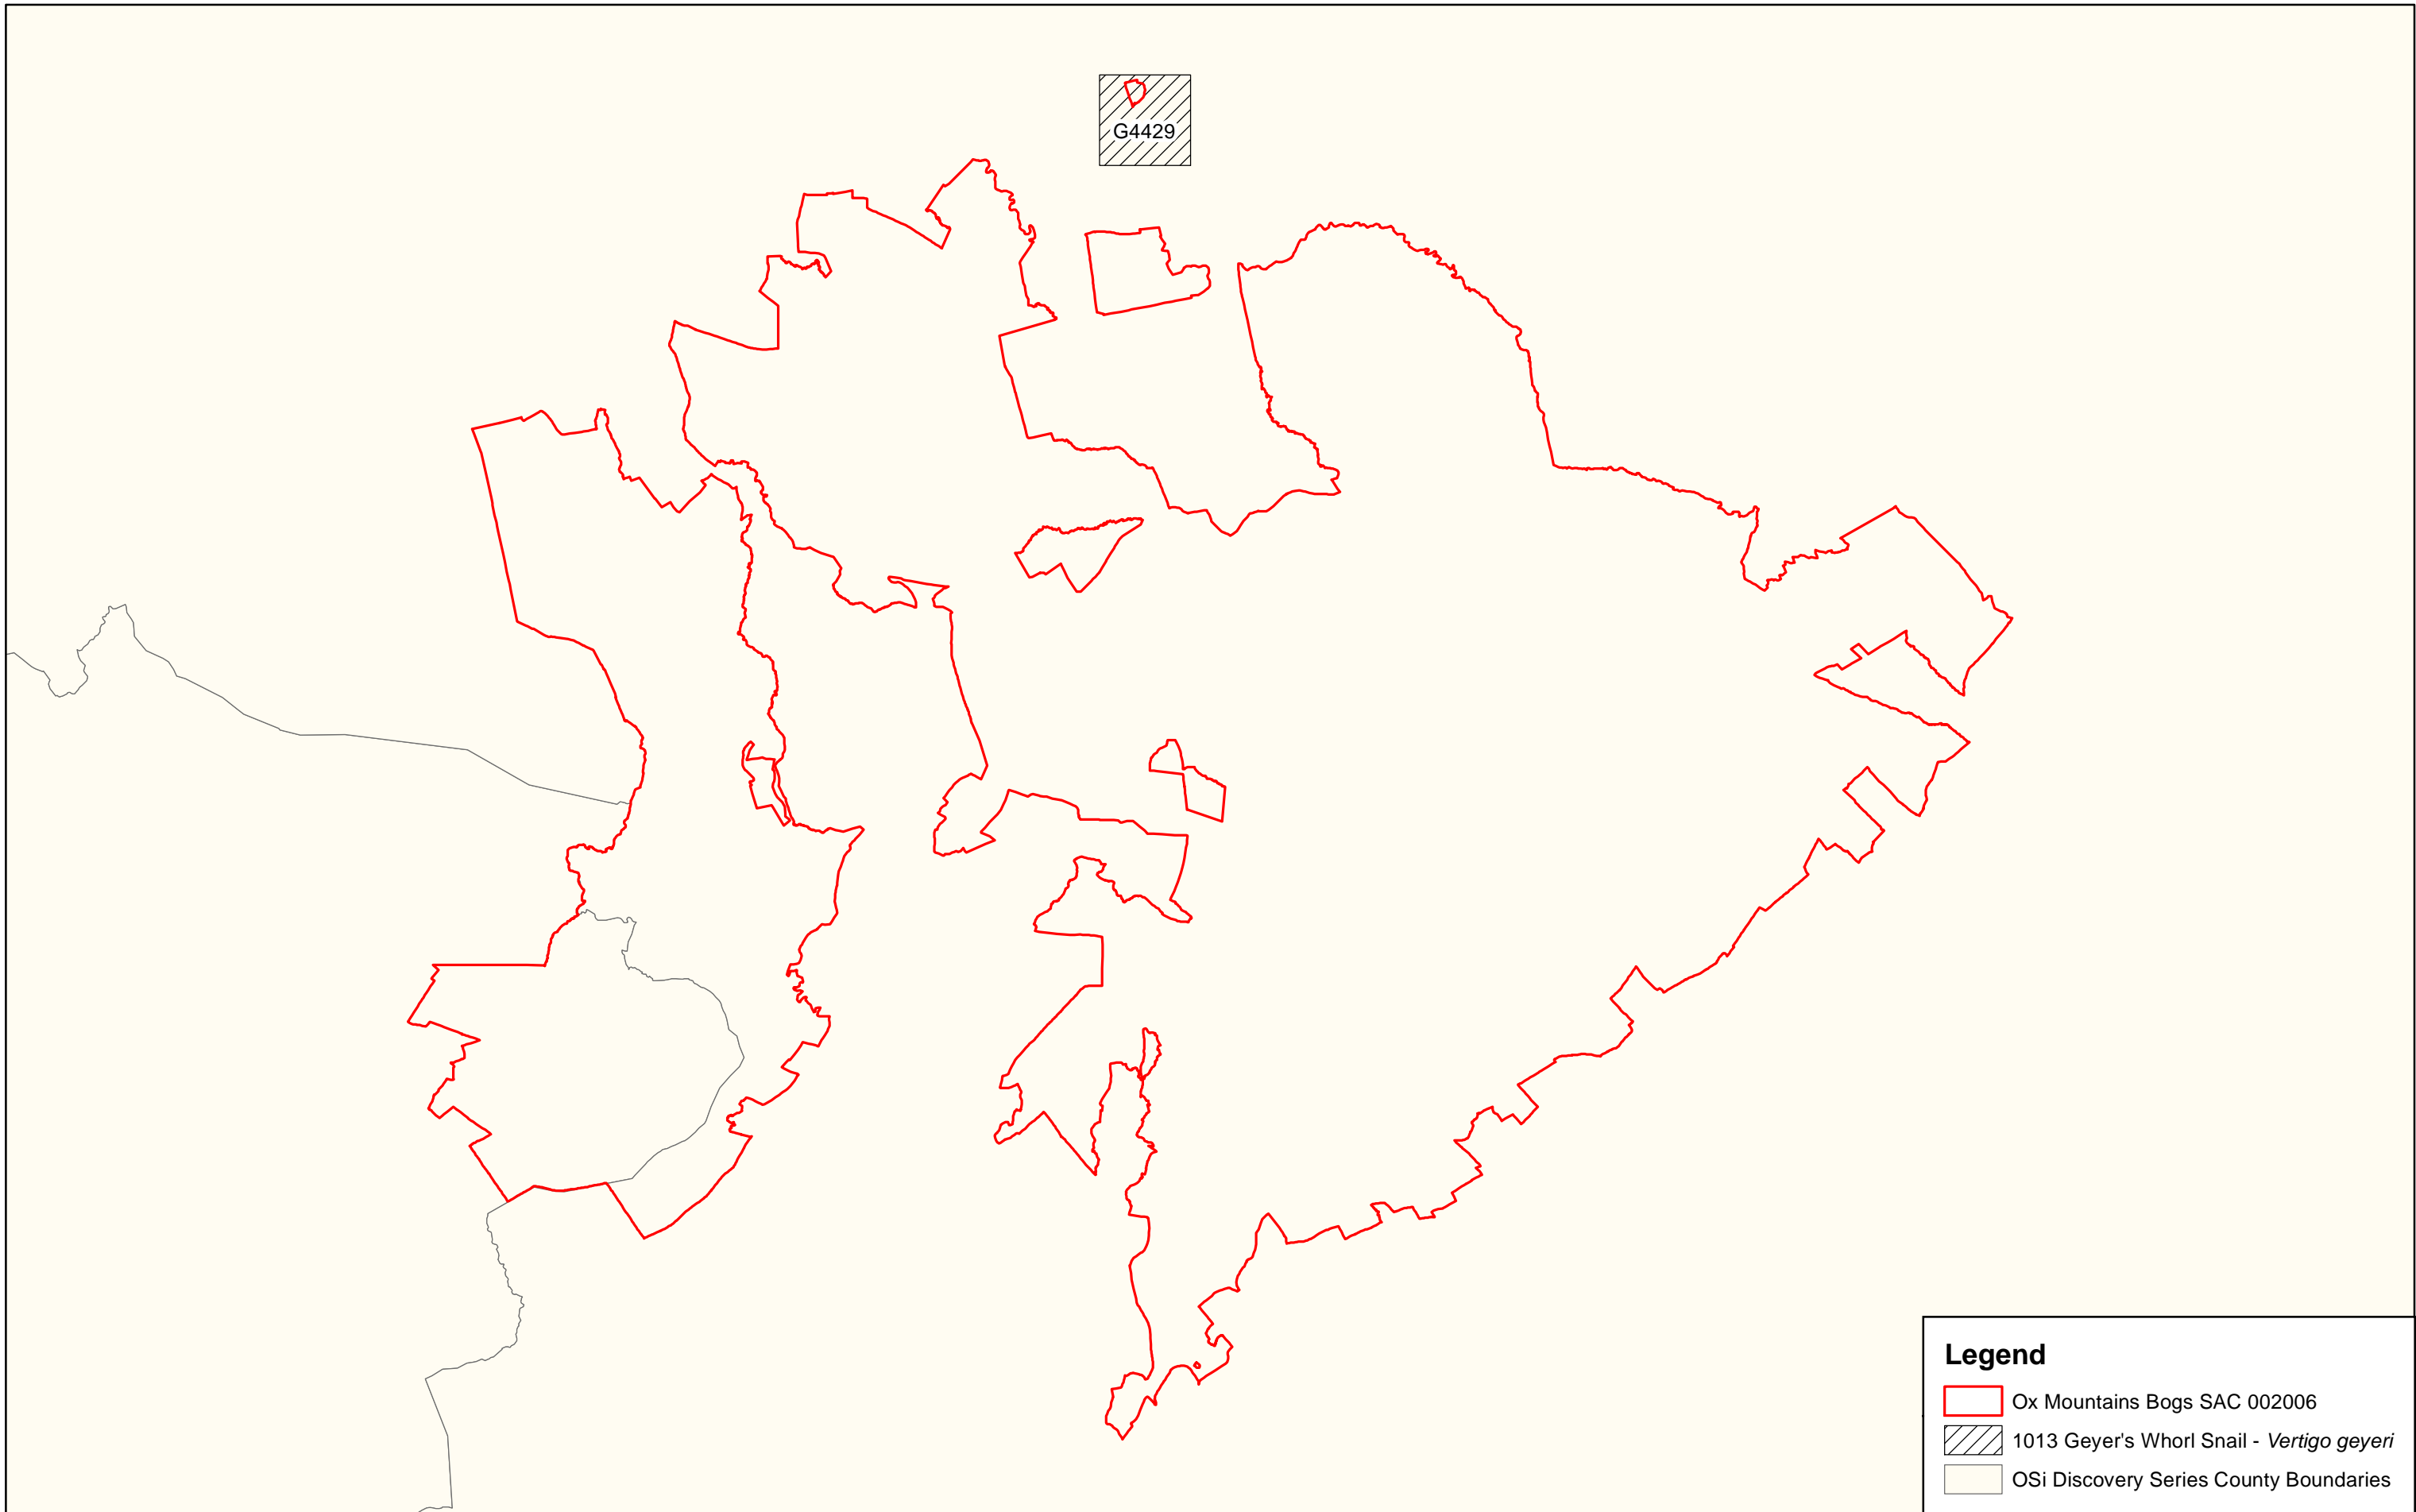 G4429
Legend
Ox Mountains Bogs SAC 002006
1013 Geyer's Whorl Snail - Vertigo geyeri
OSi Discovery Series County Boundaries